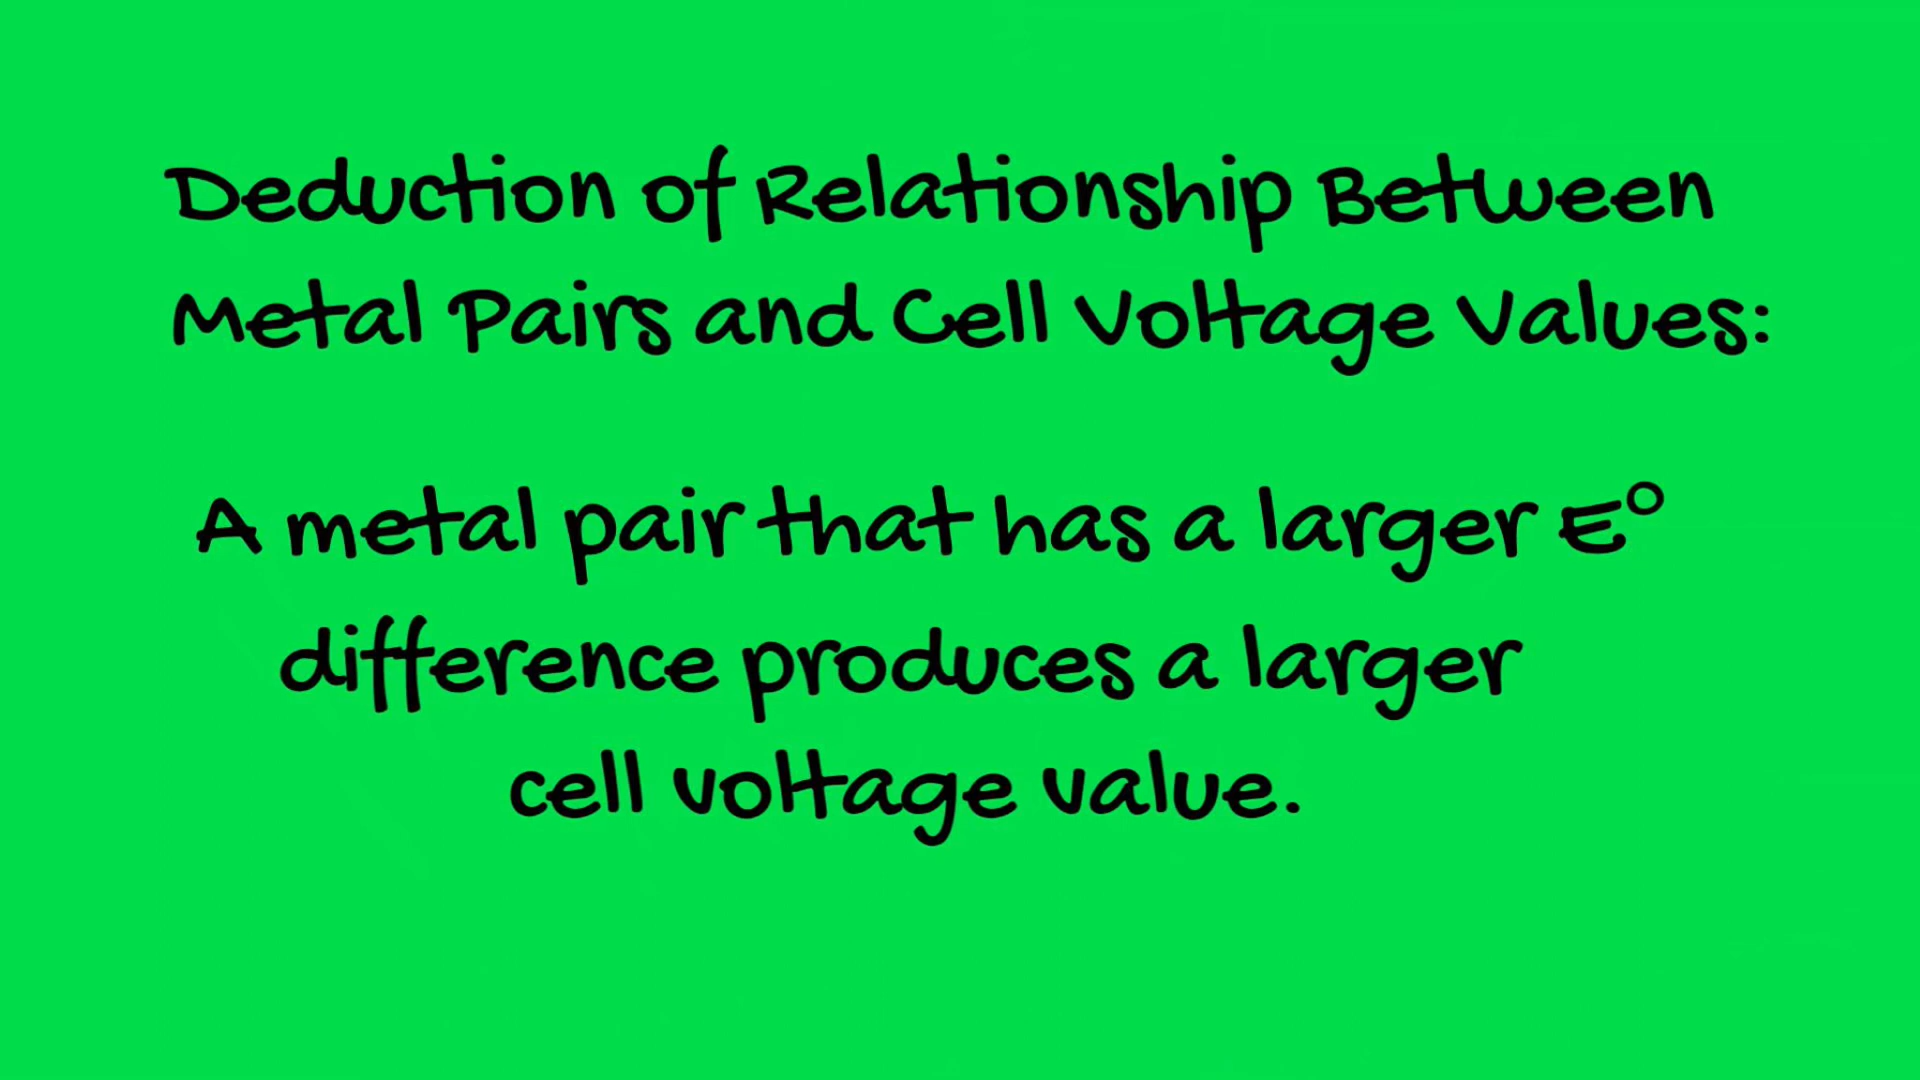 Deduction of Relationship Between
Metal Pairs and Cell Voltage Values:
A metal pair that has a larger E°
difference produces a larger
cell voltage value.